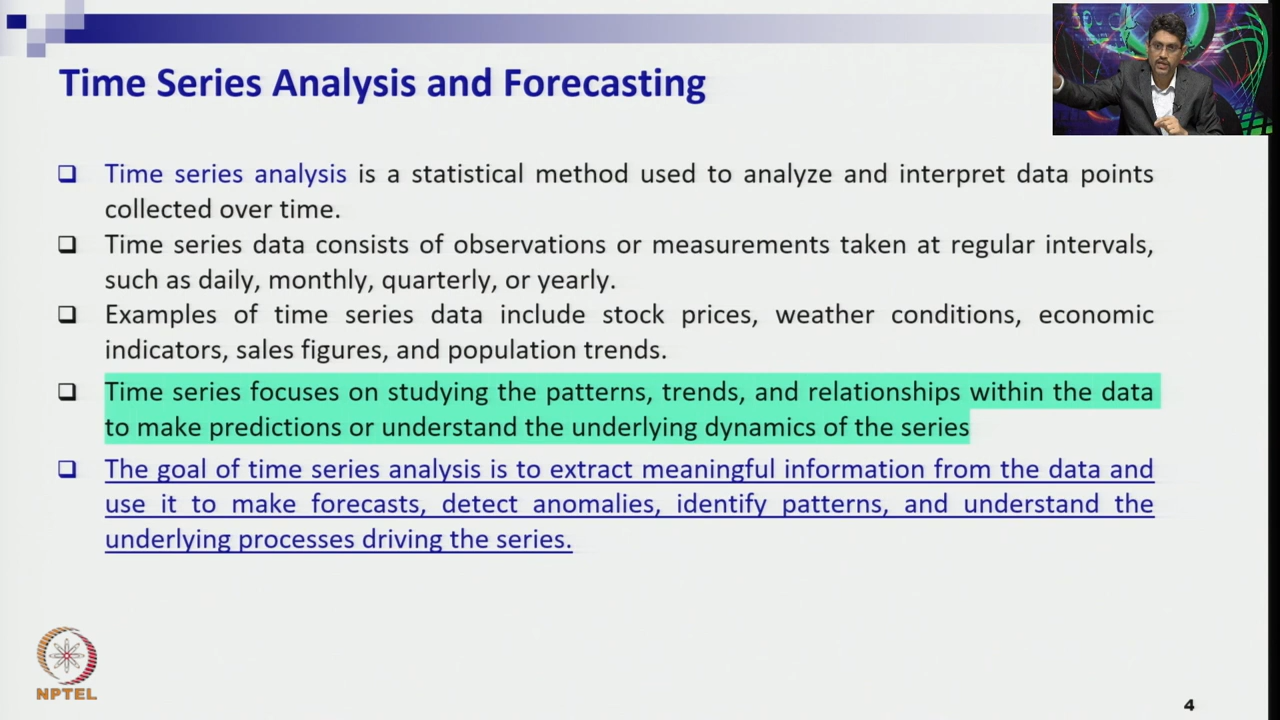 Time Series Analysis and Forecasting
Time series analysis is a statistical method used to analyze and interpret data points
collected over time.
Time series data consists of observations or measurements taken at regular intervals,
such as daily, monthly, quarterly, or yearly.
Examples of time series data include stock prices, weather conditions, economic
indicators, sales figures, and population trends.
Time series focuses on studying the patterns, trends, and relationships within the data
to make predictions or understand the underlying dynamics of the series
The goal of time series analysis is to extract meaningful information from the data and
use it to make forecasts, detect anomalies, identify patterns, and understand the
underlying processes driving the series.
NPTEL
4